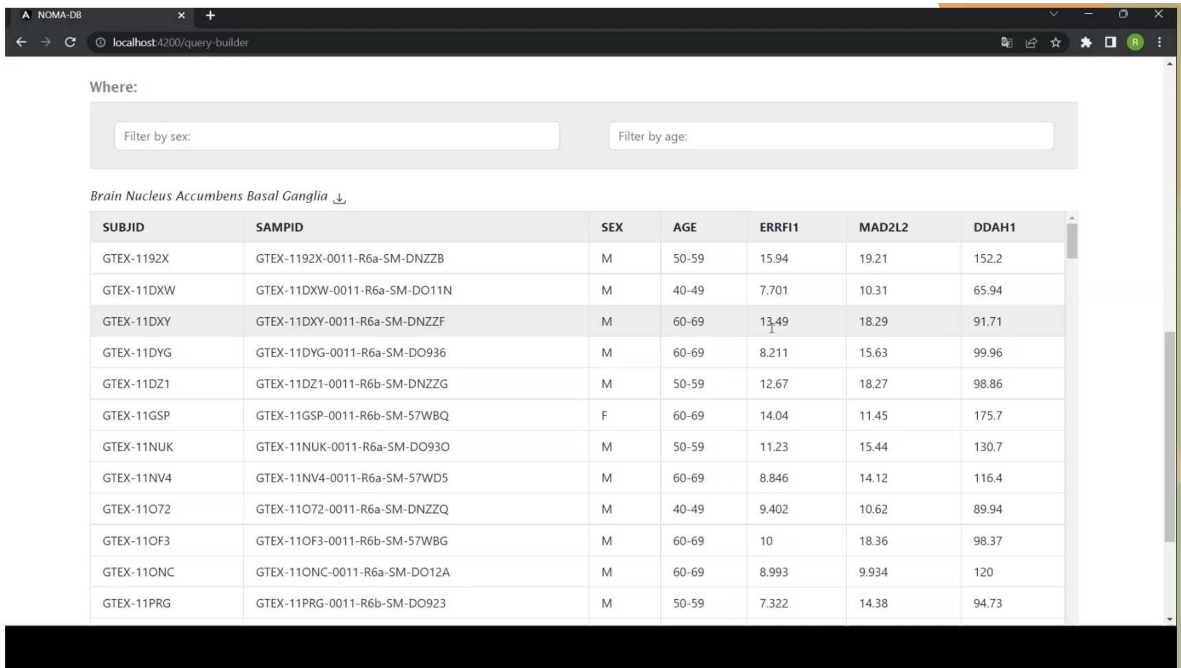 NOMA-DB
localhost:4200/query-builder
R
Where:
Filter by sex: Filter by age:
Brain Nucleus Accumbens Basal Ganglia
SUBJID SAMPID SEX AGE ERRFI1 MAD2L2 DDAH1
GTEX-1192X GTEX-1192X-0011-R6a-SM-DNZZB M 50-59 15.94 19.21 152.2
GTEX-11DXW GTEX-11DXW-0011-R6a-SM-DO11N M 40-49 7.701 10.31 65.94
GTEX-11DXY GTEX-11DXY-0011-R6a-SM-DNZZF M 60-69 13.49 18.29 91.71
GTEX-11DYG GTEX-11DYG-0011-R6a-SM-DO936 M 60-69 8.211 15.63 99.96
GTEX-11DZ1 GTEX-11DZ1-0011-R6b-SM-DNZZG M 50-59 12.67 18.27 98.86
GTEX-11GSP GTEX-11GSP-0011-R6b-SM-57WBQ F 60-69 14.04 11.45 175.7
GTEX-11NUK GTEX-11NUK-0011-R6a-SM-DO93O M 50-59 11.23 15.44 130.7
GTEX-11NV4 GTEX-11NV4-0011-R6a-SM-57WD5 M 60-69 8.846 14.12 116.4
GTEX-11O72 GTEX-11O72-0011-R6a-SM-DNZZQ M 40-49 9.402 10.62 89.94
GTEX-11OF3 GTEX-11OF3-0011-R6b-SM-57WBG M 60-69 10 18.36 98.37
GTEX-11ONC GTEX-11ONC-0011-R6a-SM-DO12A M 60-69 8.993 9.934 120
GTEX-11PRG GTEX-11PRG-0011-R6b-SM-DO923 M 50-59 7.322 14.38 94.73